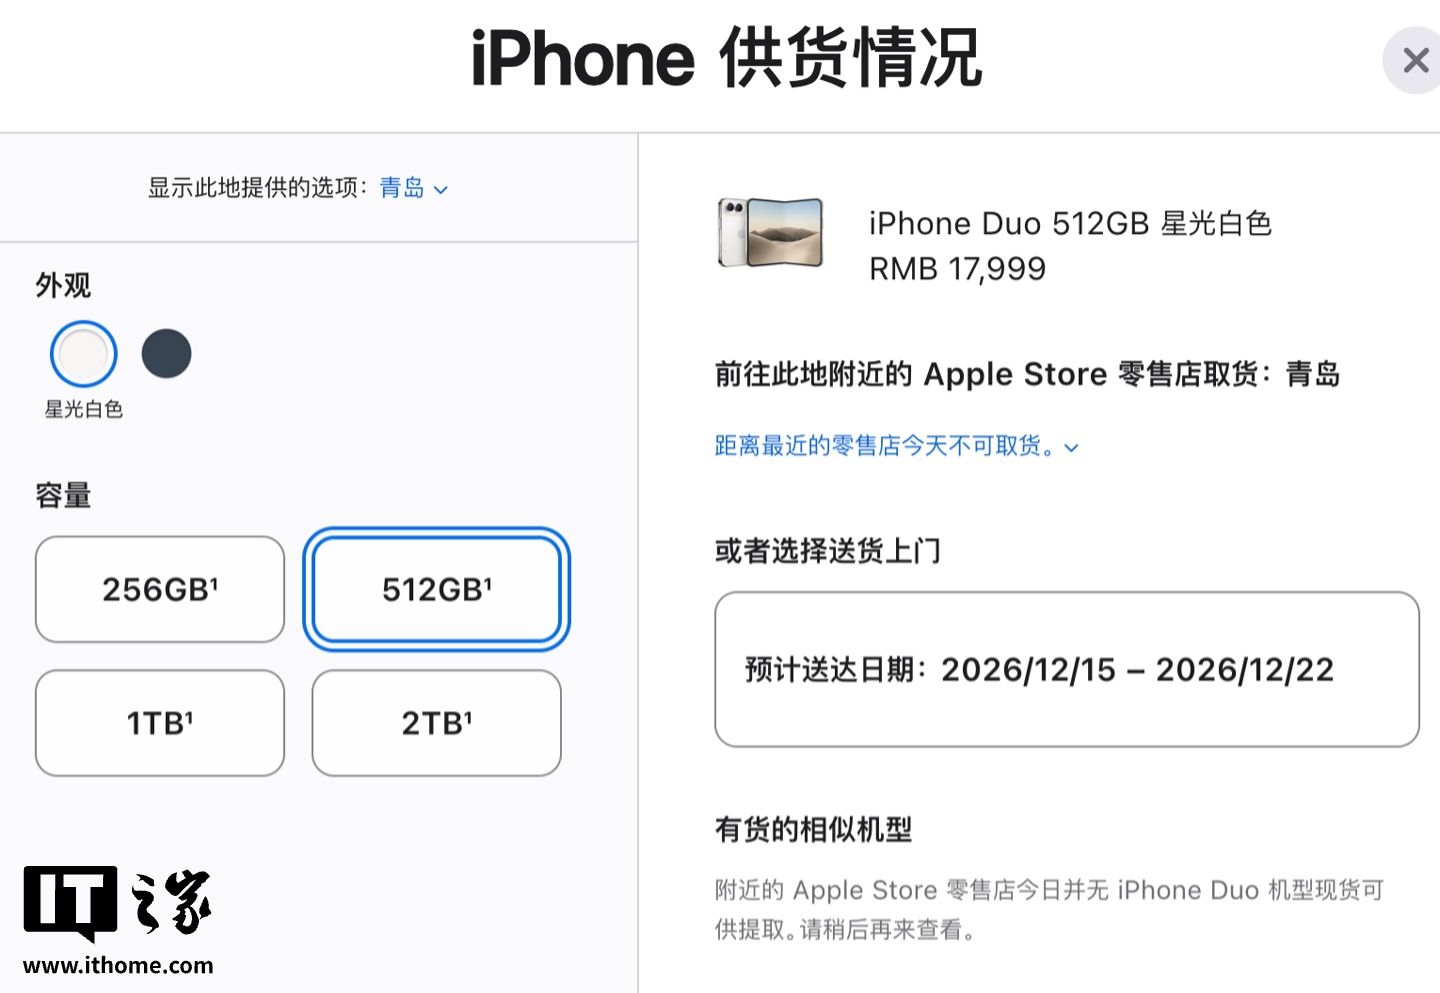 iPhone 供货情况
显示此地提供的选项：青岛
外观
星光白色
容量
256GB¹
512GB¹
1TB¹
2TB¹
iPhone Duo 512GB 星光白色
RMB 17,999
前往此地附近的 Apple Store 零售店取货：青岛
距离最近的零售店今天不可取货。
或者选择送货上门
预计送达日期：2026/12/15 – 2026/12/22
有货的相似机型
附近的 Apple Store 零售店今日并无 iPhone Duo 机型现货可
供提取。请稍后再来查看。
IT之家
www.ithome.com